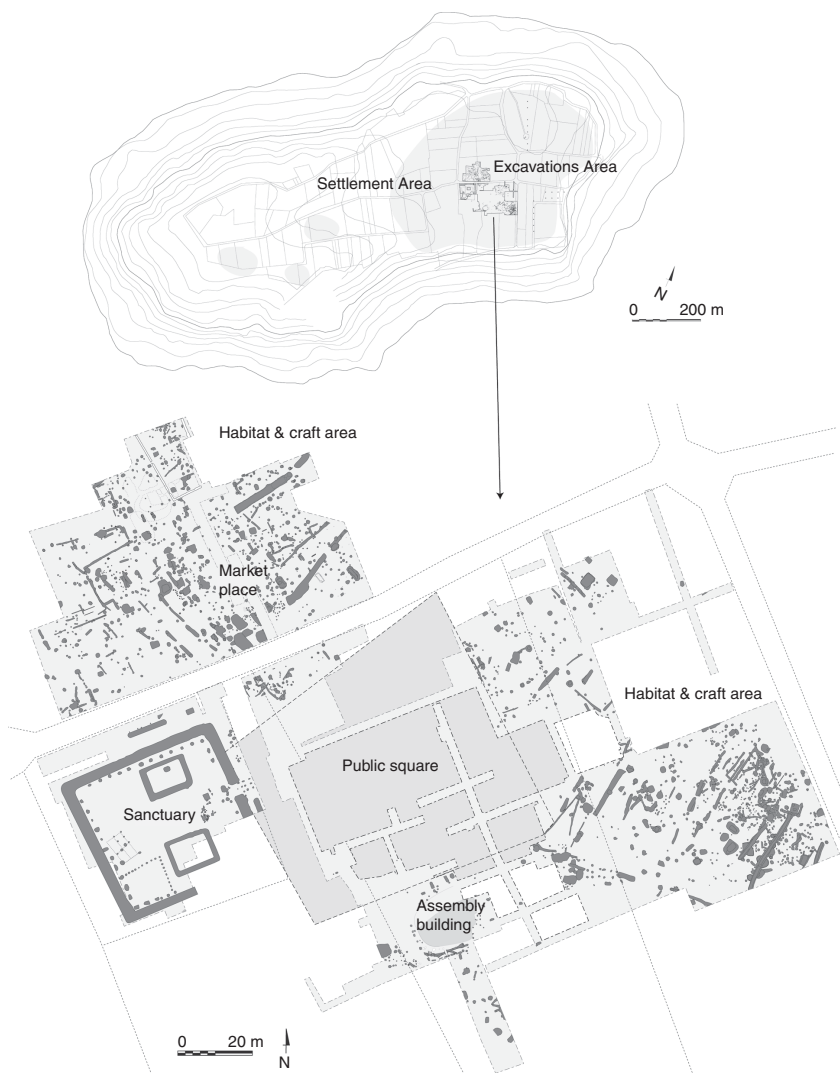 Excavations Area
Settlement Area
N
0 200 m
Habitat & craft area
Market
place
Habitat & craft area
Public square
Sanctuary
Assembly
building
0 20 m
N